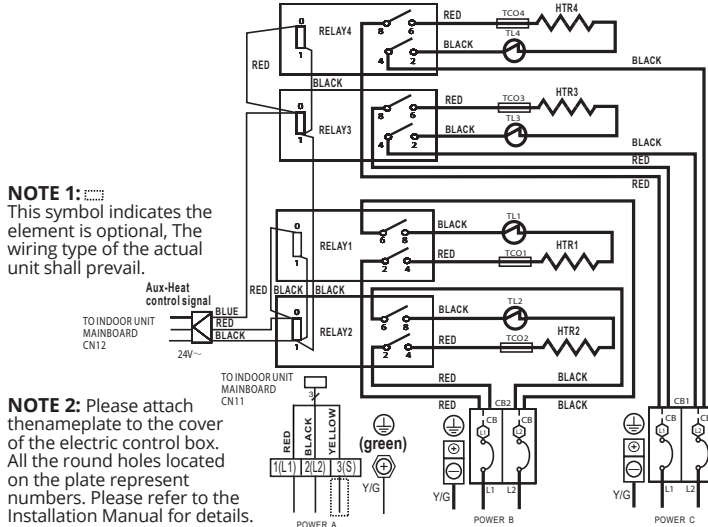 RELAY4
0
1
8
6
4
2
RED
TCO4
HTR4
BLACK
TL4
BLACK
RED
BLACK
RELAY3
0
1
8
6
4
2
RED
TCO3
HTR3
BLACK
TL3
BLACK
RED
RED
NOTE 1:
This symbol indicates the
element is optional, The
wiring type of the actual
unit shall prevail.
RELAY1
0
1
6
8
2
4
BLACK
TL1
RED
TCO1
HTR1
Aux-Heat
control signal
RED
BLACK
BLACK
BLUE
RED
BLACK
TO INDOOR UNIT
MAINBOARD
CN12
24V~
RELAY2
0
1
6
8
2
4
BLACK
TL2
RED
TCO2
HTR2
RED
BLACK
RED
BLACK
TO INDOOR UNIT
MAINBOARD
CN11
3
RED
BLACK
YELLOW
1(L1)
2(L2)
3(S)
POWER A
(green)
Y/G
NOTE 2: Please attach
thenameplate to the cover
of the electric control box.
All the round holes located
on the plate represent
numbers. Please refer to the
Installation Manual for details.
CB2
CB
CB
L1
L2
Y/G
L1
L2
POWER B
CB1
CB
CB
L1
L2
Y/G
L1
L2
POWER C